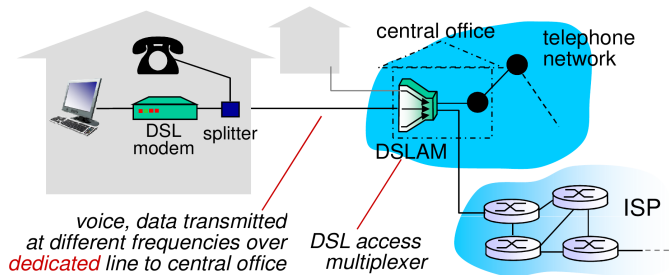 central office
telephone
network
DSL
modem
splitter
DSLAM
voice, data transmitted
at different frequencies over
dedicated line to central office
DSL access
multiplexer
ISP